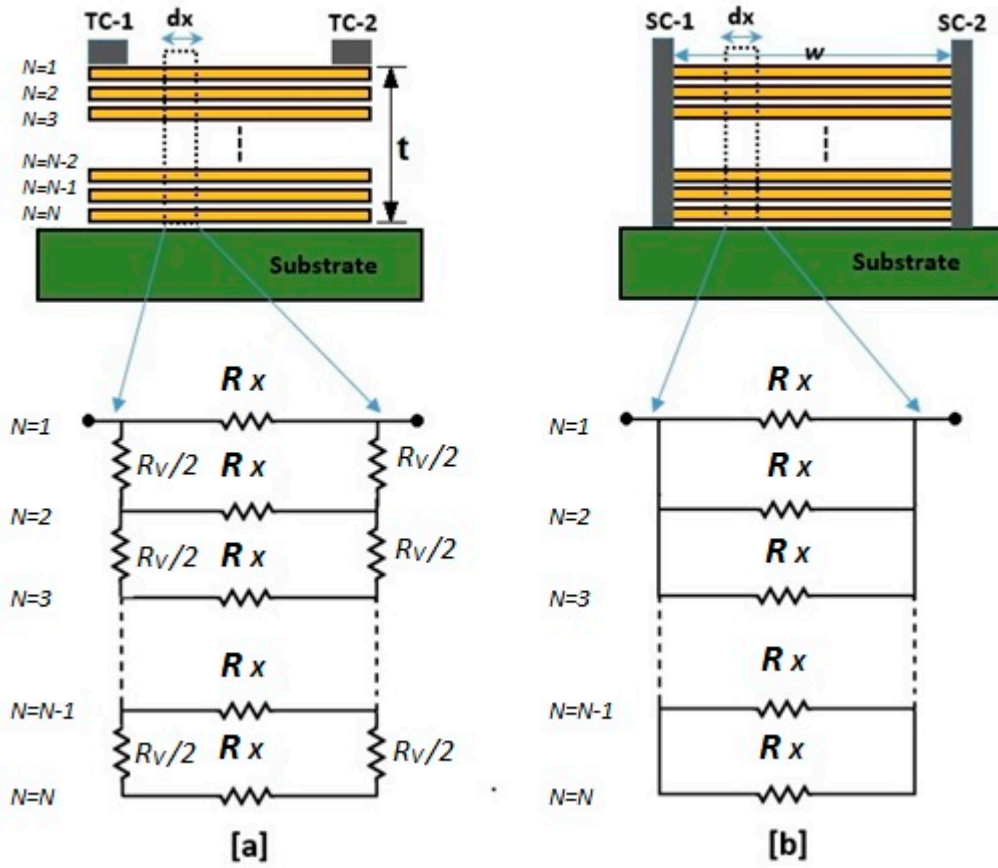 TC-1
dx
TC-2
N=1
N=2
N=3
t
N=N-2
N=N-1
N=N
Substrate
R x
N=1
Rv/2
R x
Rv/2
N=2
Rv/2
R x
Rv/2
N=3
R x
N=N-1
Rv/2
R x
Rv/2
N=N
[a]
SC-1
dx
SC-2
w
Substrate
R x
N=1
R x
N=2
R x
N=3
R x
N=N-1
R x
N=N
[b]